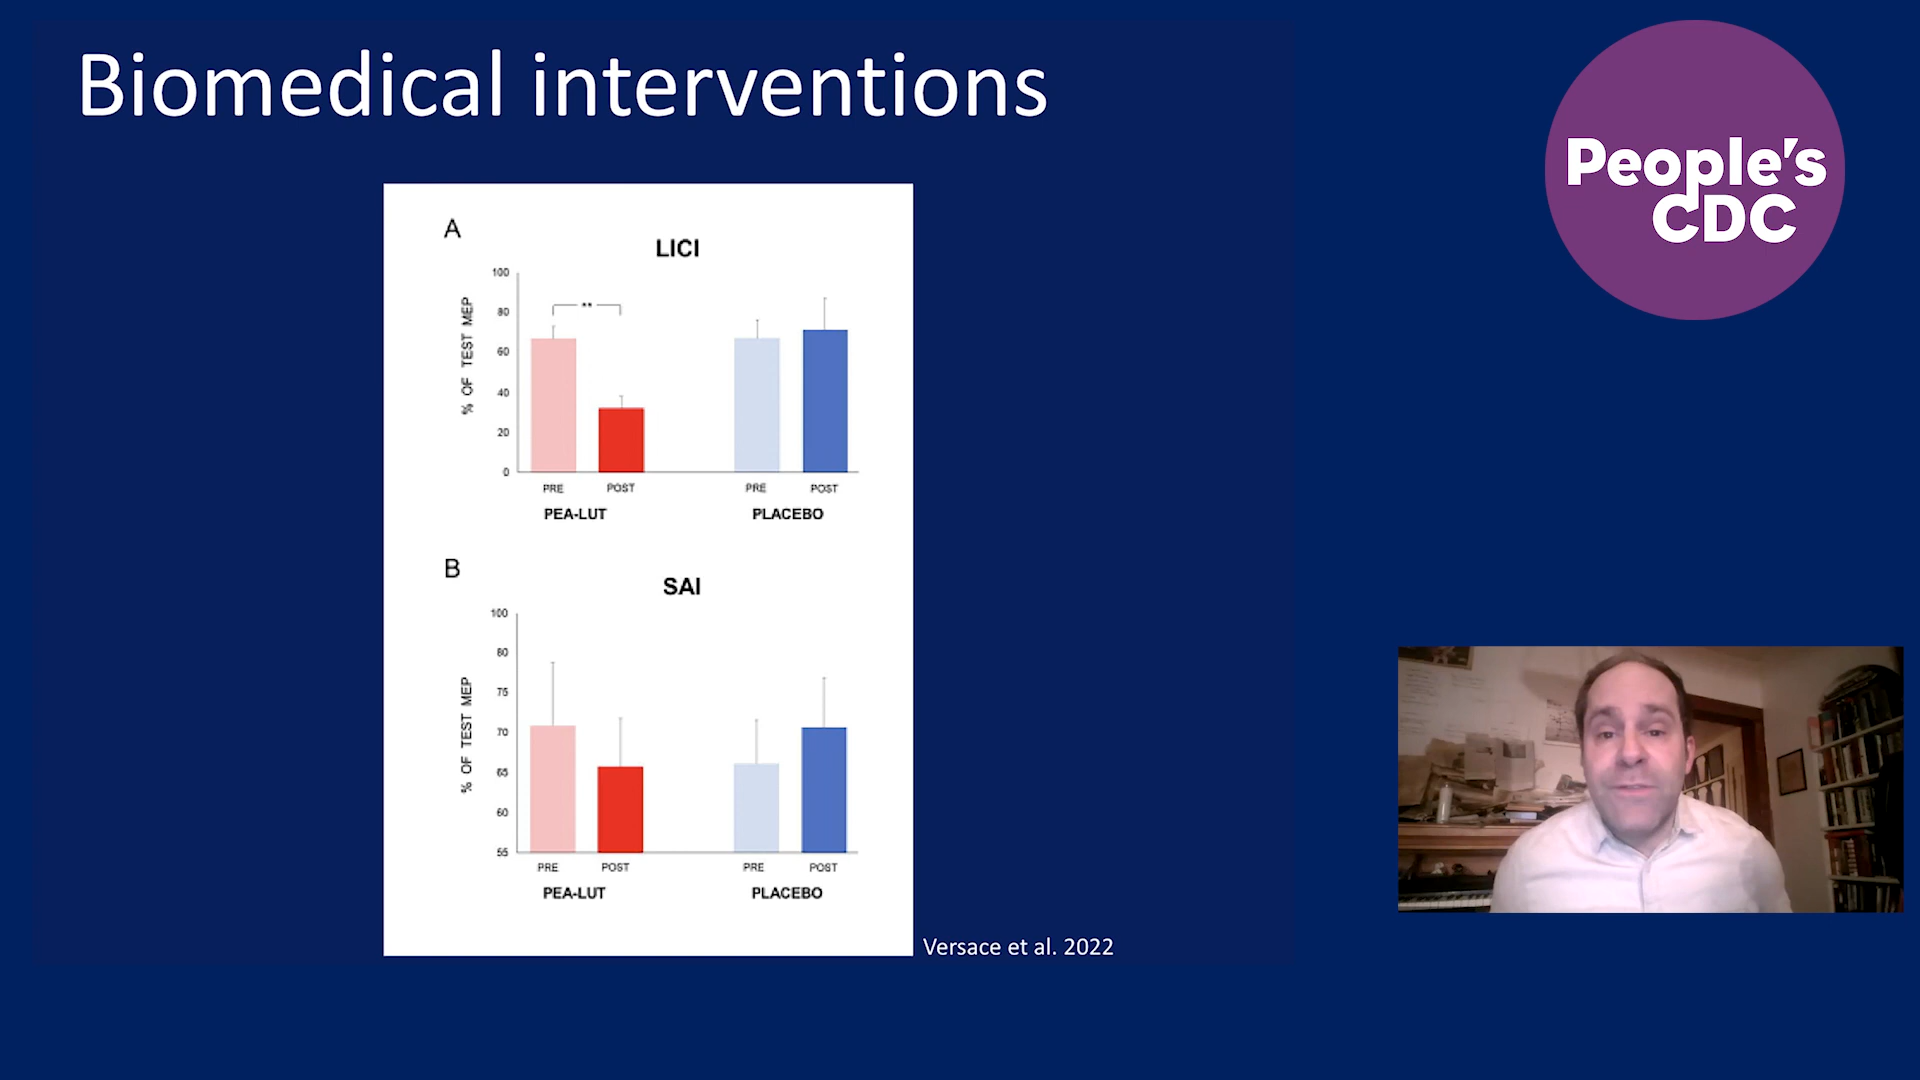 Biomedical interventions
People's
CDC
A
LICI
100
80
60
40
20
0
% OF TEST MEP
**
PRE
POST
PRE
POST
PEA-LUT
PLACEBO
B
SAI
100
80
75
70
65
60
55
% OF TEST MEP
PRE
POST
PRE
POST
PEA-LUT
PLACEBO
Versace et al. 2022